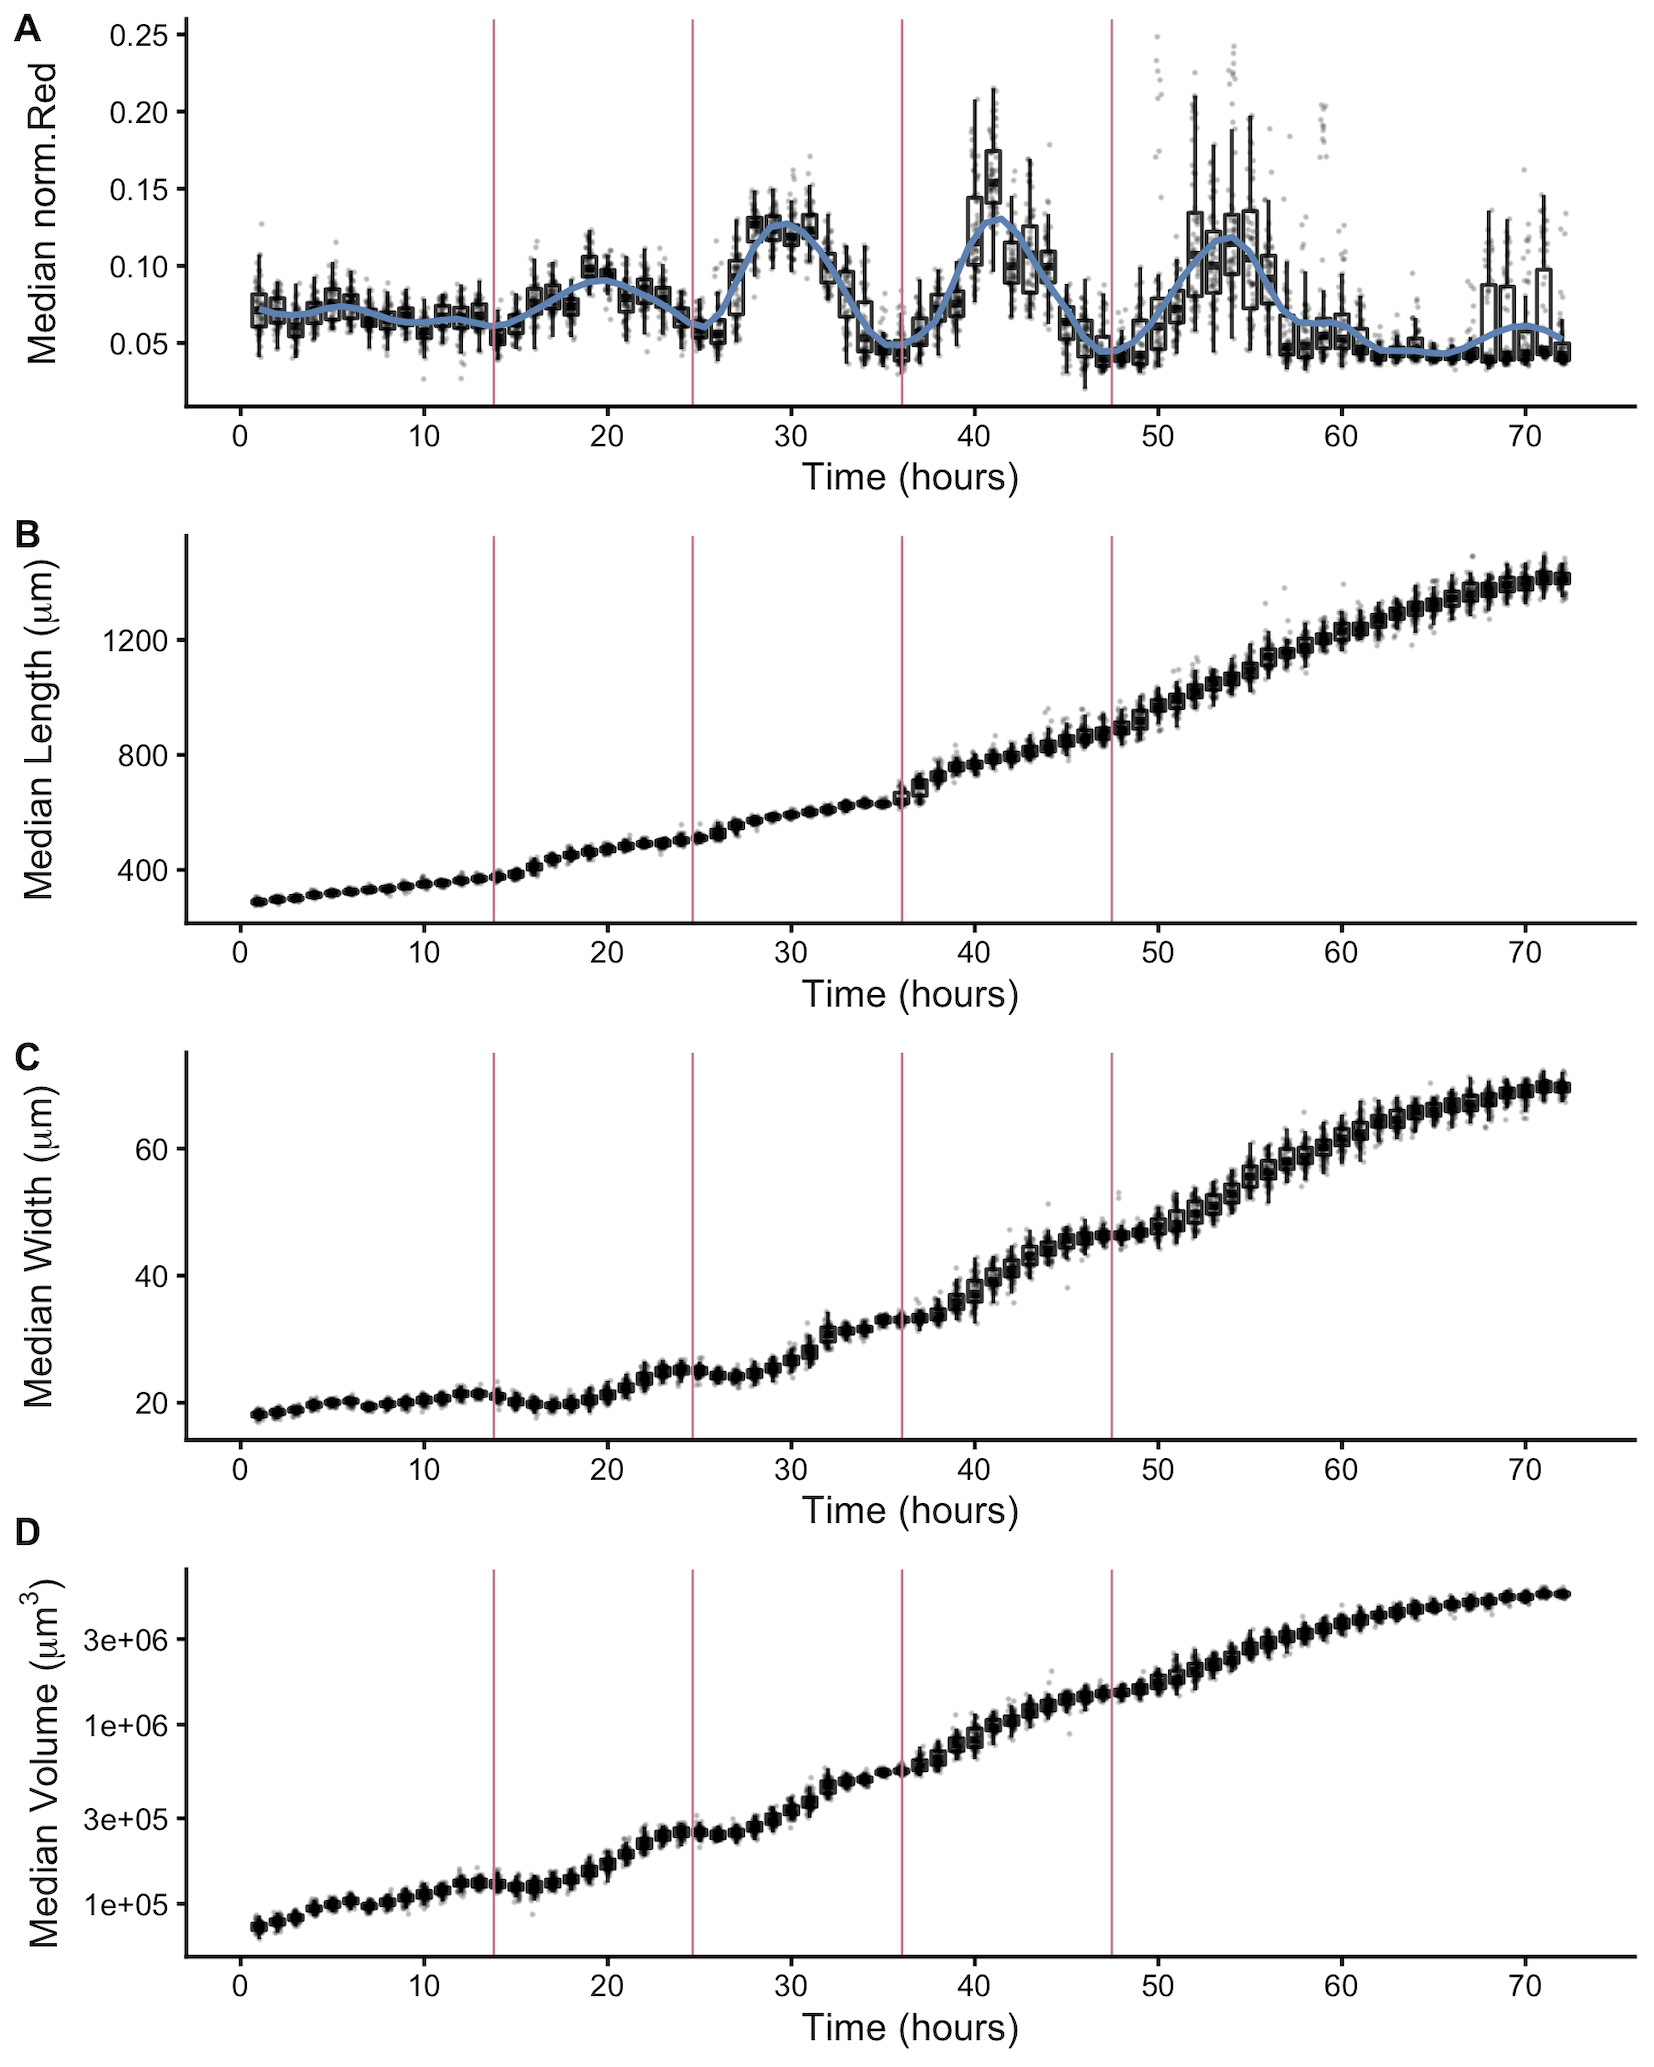 A
Median norm.Red
0.25
0.20
0.15
0.10
0.05
0 10 20 30 40 50 60 70
Time (hours)
B
Median Length (μm)
1200
800
400
0 10 20 30 40 50 60 70
Time (hours)
C
Median Width (μm)
60
40
20
0 10 20 30 40 50 60 70
Time (hours)
D
Median Volume (μm³)
3e+06
1e+06
3e+05
1e+05
0 10 20 30 40 50 60 70
Time (hours)